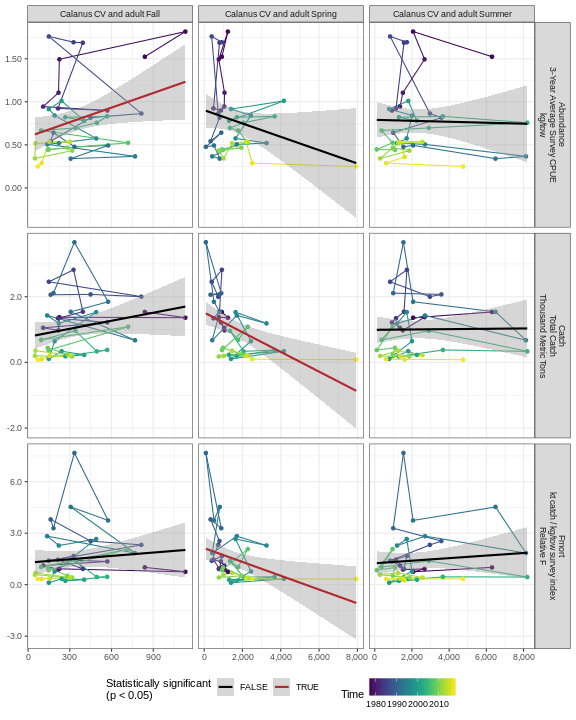 Calanus CV and adult Fall
Calanus CV and adult Spring
Calanus CV and adult Summer
1.50
1.00
0.50
0.00
Abundance
3-Year Average Survey CPUE
kg/tow
2.0
0.0
-2.0
Catch
Total Catch
Thousand Metric Tons
6.0
3.0
0.0
-3.0
Fmort
kt catch / kg/tow survey index
Relative F
0 300 600 900
0 2,000 4,000 6,000 8,000
0 2,000 4,000 6,000 8,000
Statistically significant
(p < 0.05)
FALSE
TRUE
Time
1980 1990 2000 2010